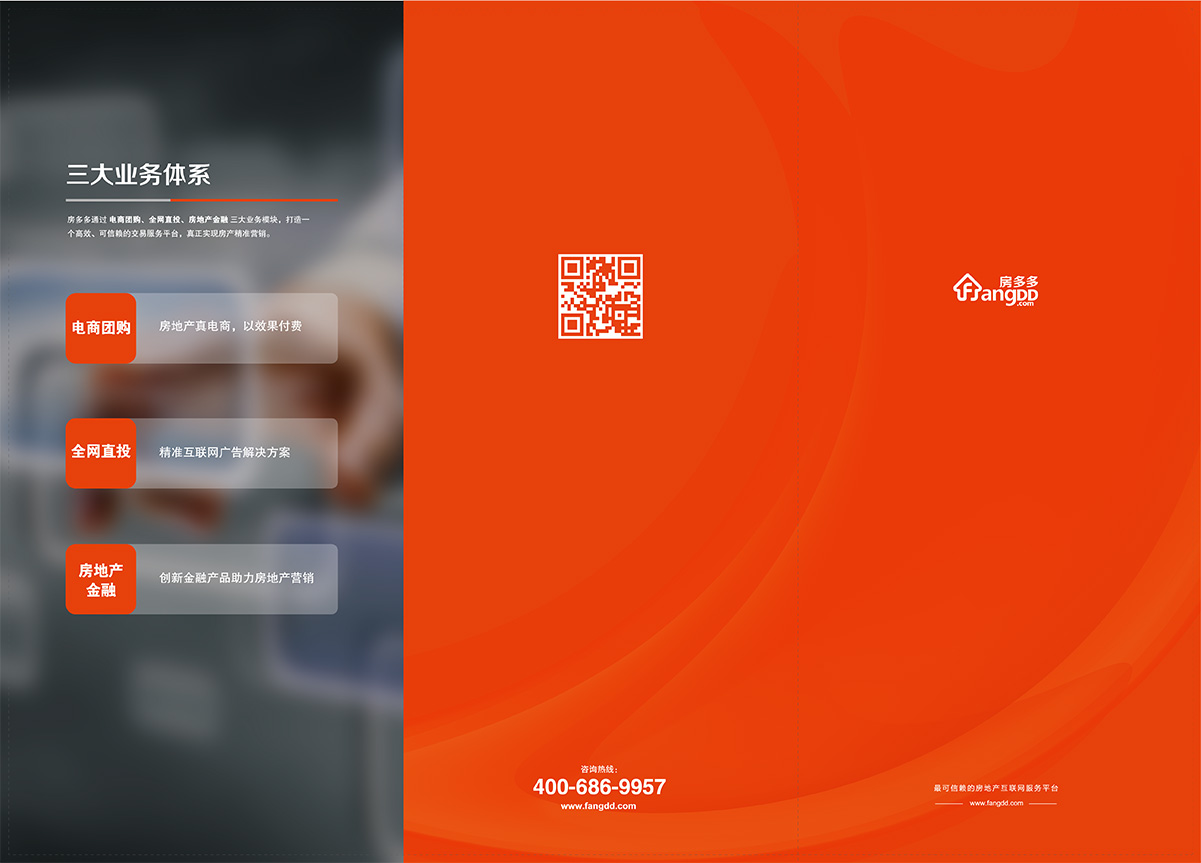 三大业务体系
房多多通过 电商团购、全网直投、房地产金融 三大业务模块，打造一
个高效、可信赖的交易服务平台，真正实现房产精准营销。
电商团购
房地产真电商，以效果付费
全网直投
精准互联网广告解决方案
房地产
金融
创新金融产品助力房地产营销
咨询热线：
400-686-9957
www.fangdd.com
房多多
FangDD
.com
最可信赖的房地产互联网服务平台
www.fangdd.com